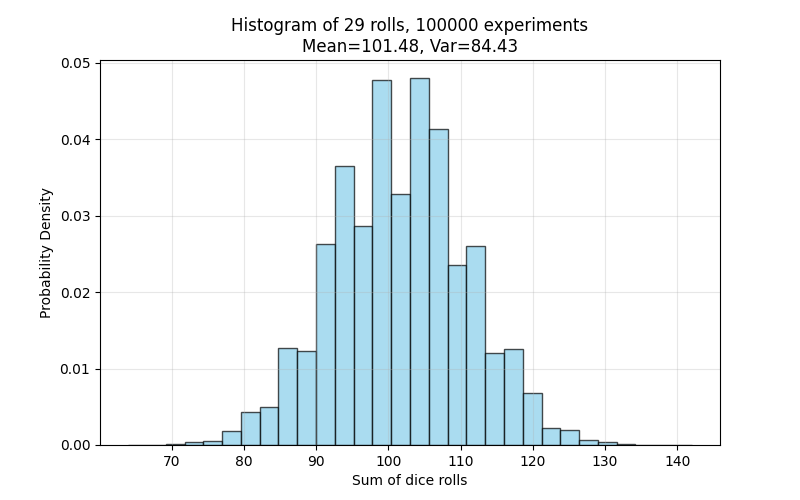 Histogram of 29 rolls, 100000 experiments
Mean=101.48, Var=84.43
Probability Density
0.05
0.04
0.03
0.02
0.01
0.00
70 80 90 100 110 120 130 140
Sum of dice rolls